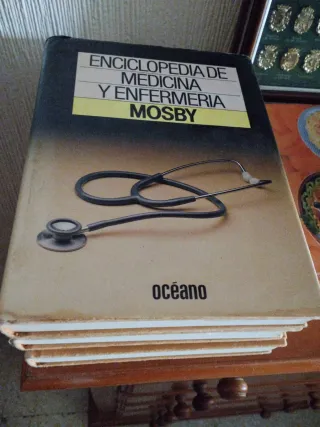 ENCICLOPEDIA DE
MEDICINA
Y ENFERMERIA
MOSBY
océano